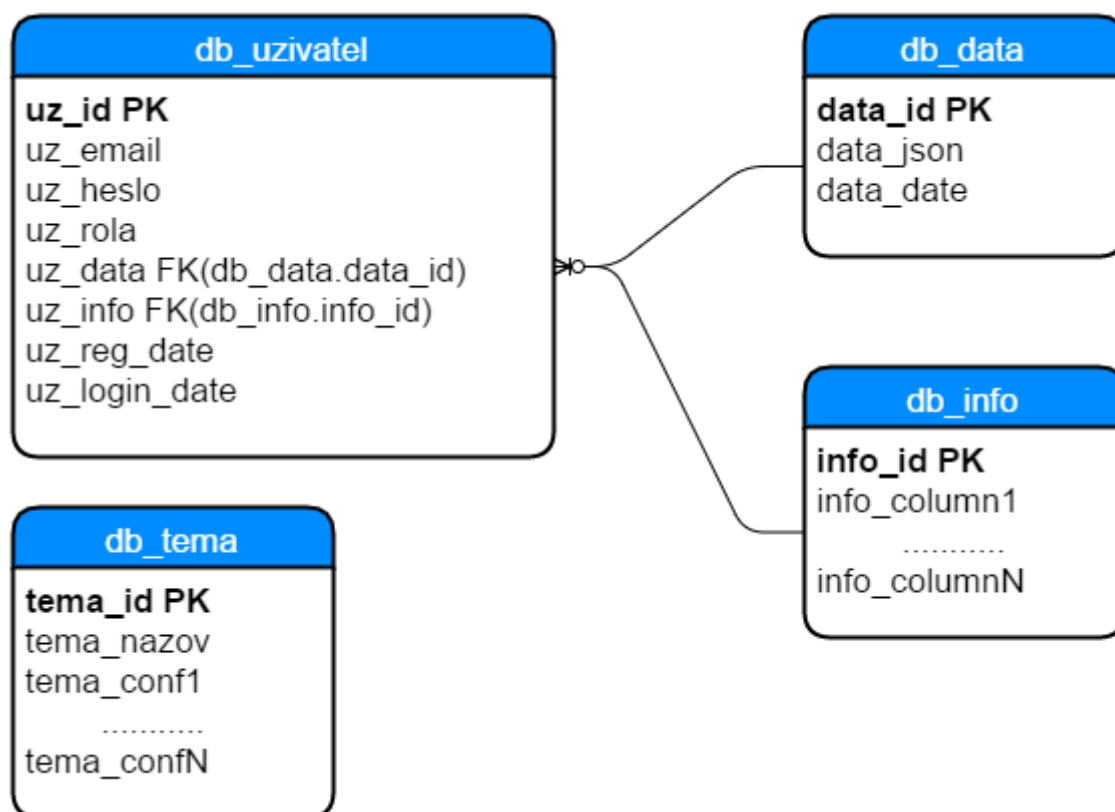 db_uzivatel
uz_id PK
uz_email
uz_heslo
uz_rola
uz_data FK(db_data.data_id)
uz_info FK(db_info.info_id)
uz_reg_date
uz_login_date
db_data
data_id PK
data_json
data_date
db_info
info_id PK
info_column1
...........
info_columnN
db_tema
tema_id PK
tema_nazov
tema_conf1
...........
tema_confN